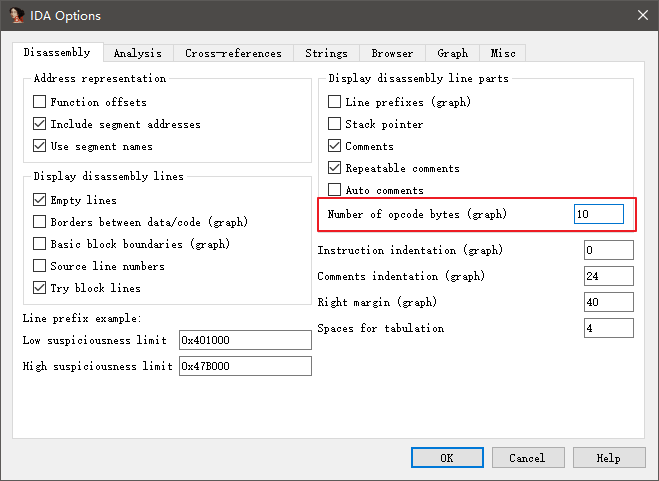 IDA Options
Disassembly Analysis Cross-references Strings Browser Graph Misc
Address representation
Function offsets
Include segment addresses
Use segment names
Display disassembly lines
Empty lines
Borders between data/code (graph)
Basic block boundaries (graph)
Source line numbers
Try block lines
Line prefix example:
Low suspiciousness limit 0x401000
High suspiciousness limit 0x47B000
Display disassembly line parts
Line prefixes (graph)
Stack pointer
Comments
Repeatable comments
Auto comments
Number of opcode bytes (graph) 10
Instruction indentation (graph) 0
Comments indentation (graph) 24
Right margin (graph) 40
Spaces for tabulation 4
OK Cancel Help